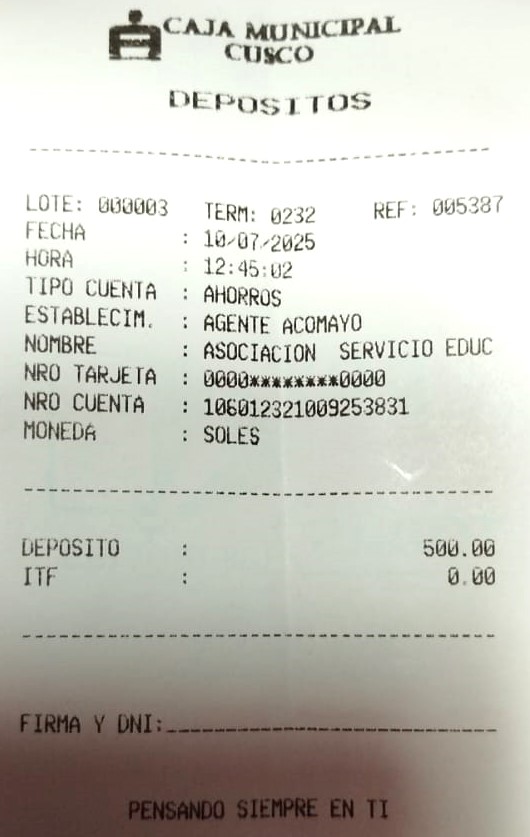 CAJA MUNICIPAL
CUSCO
DEPOSITOS
LOTE: 000003 TERM: 0232 REF: 005387
FECHA : 10/07/2025
HORA : 12:45:02
TIPO CUENTA : AHORROS
ESTABLECIM. : AGENTE ACOMAYO
NOMBRE : ASOCIACION SERVICIO EDUC
NRO TARJETA : 0000********0000
NRO CUENTA : 106012321009253831
MONEDA : SOLES
DEPOSITO : 500.00
ITF : 0.00
FIRMA Y DNI:
PENSANDO SIEMPRE EN TI